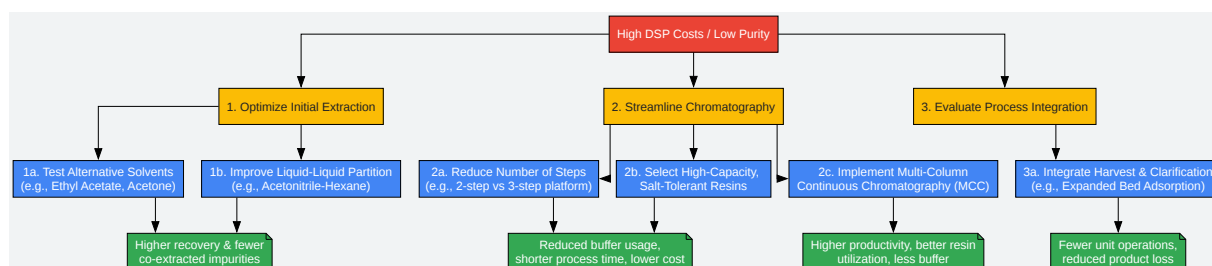 High DSP Costs / Low Purity
1. Optimize Initial Extraction
2. Streamline Chromatography
3. Evaluate Process Integration
1a. Test Alternative Solvents
(e.g., Ethyl Acetate, Acetone)
1b. Improve Liquid-Liquid Partition
(e.g., Acetonitrile-Hexane)
2a. Reduce Number of Steps
(e.g., 2-step vs 3-step platform)
2b. Select High-Capacity,
Salt-Tolerant Resins
2c. Implement Multi-Column
Continuous Chromatography (MCC)
3a. Integrate Harvest & Clarification
(e.g., Expanded Bed Adsorption)
Higher recovery & fewer
co-extracted impurities
Reduced buffer usage,
shorter process time, lower cost
Higher productivity, better resin
utilization, less buffer
Fewer unit operations,
reduced product loss